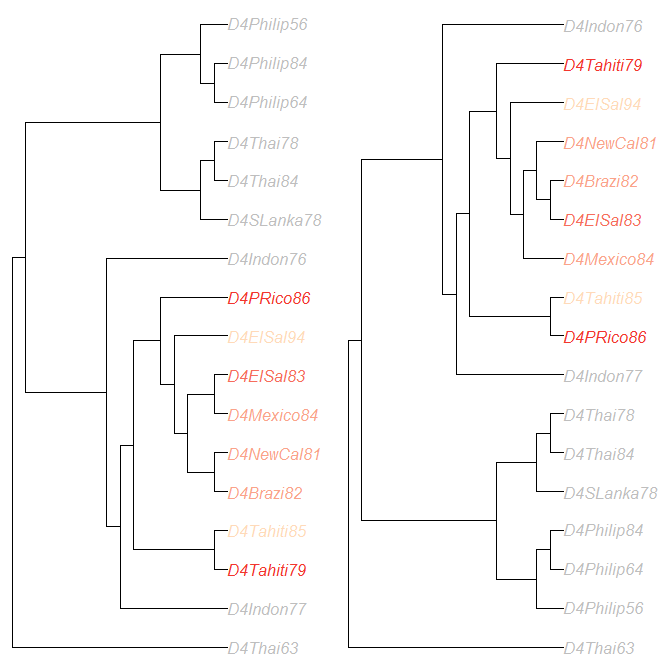 D4Philip56
D4Philip84
D4Philip64
D4Thai78
D4Thai84
D4SLanka78
D4Indon76
D4PRico86
D4ElSal94
D4ElSal83
D4Mexico84
D4NewCal81
D4Brazi82
D4Tahiti85
D4Tahiti79
D4Indon77
D4Thai63
D4Indon76
D4Tahiti79
D4ElSal94
D4NewCal81
D4Brazi82
D4ElSal83
D4Mexico84
D4Tahiti85
D4PRico86
D4Indon77
D4Thai78
D4Thai84
D4SLanka78
D4Philip84
D4Philip64
D4Philip56
D4Thai63